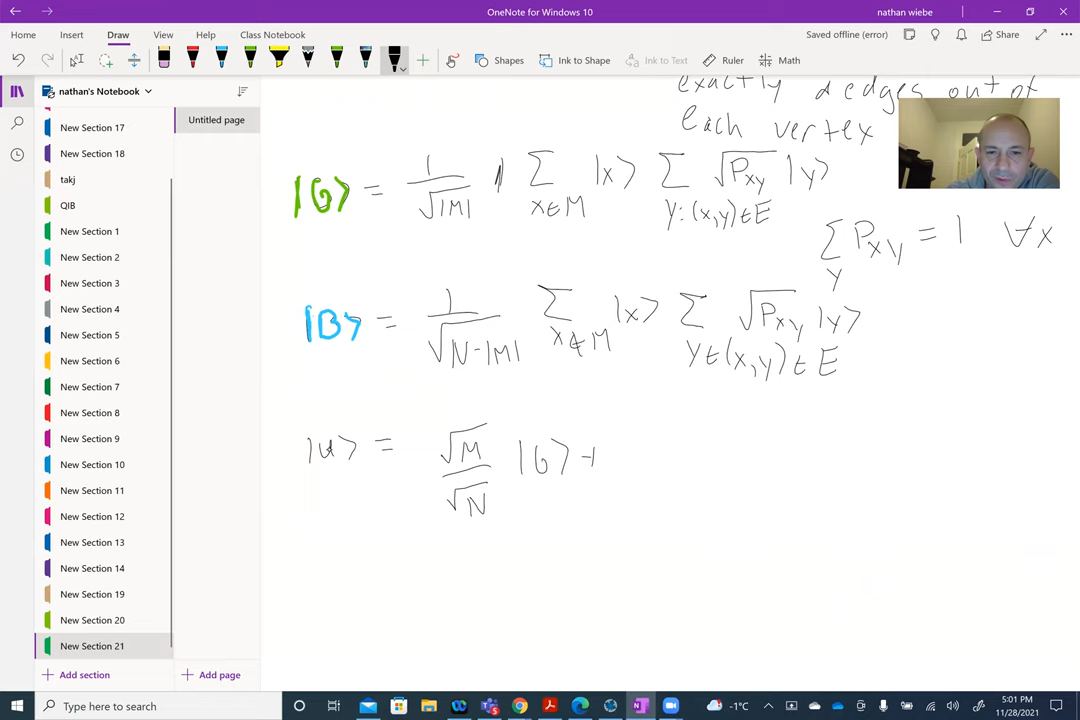 OneNote for Windows 10
nathan wiebe
Home Insert Draw View Help Class Notebook
Saved offline (error)
Share
Shapes
Ink to Shape
Ink to Text
Ruler
Math
nathan's Notebook
New Section 17
New Section 18
takj
QIB
New Section 1
New Section 2
New Section 3
New Section 4
New Section 5
New Section 6
New Section 7
New Section 8
New Section 9
New Section 10
New Section 11
New Section 12
New Section 13
New Section 14
New Section 19
New Section 20
New Section 21
Add section
Untitled page
Add page
exactly d edges out of
each vertex
|G⟩ = 1/√|M| ∑_{x∈M} |x⟩ ∑_{y:(x,y)∈E} √P_{xy} |y⟩
∑_y P_{xy} = 1 ∀x
|B⟩ = 1/√N-|M| ∑_{x∉M} |x⟩ ∑_{y∈(x,y)∈E} √P_{xy} |y⟩
|u⟩ = √M/√N |G⟩ +
Type here to search
-1°C
5:01 PM
11/28/2021